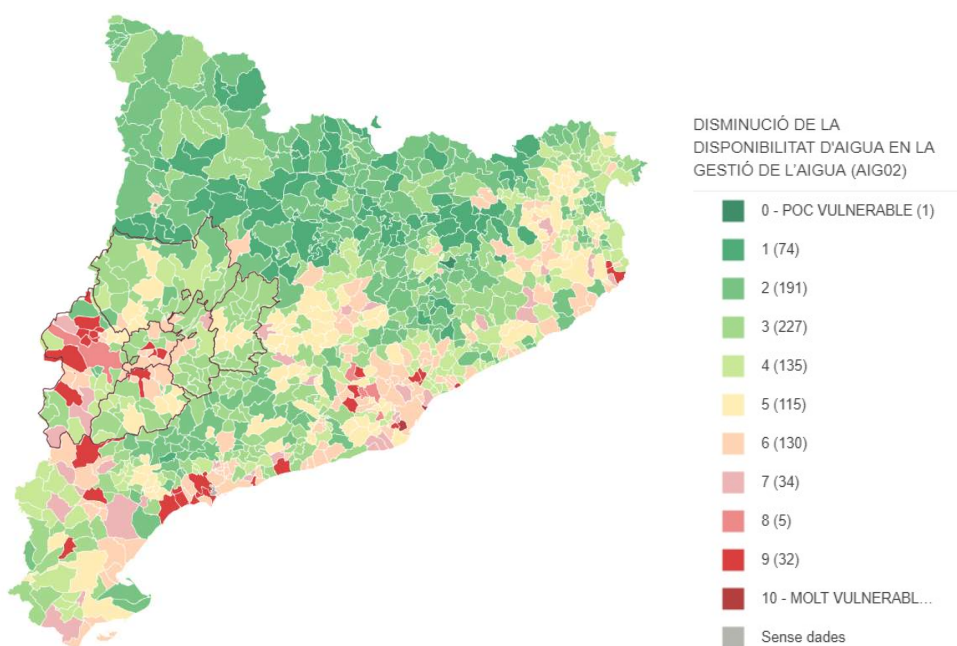 DISMINUCIÓ DE LA
DISPONIBILITAT D'AIGUA EN LA
GESTIÓ DE L'AIGUA (AIG02)
0 - POC VULNERABLE (1)
1 (74)
2 (191)
3 (227)
4 (135)
5 (115)
6 (130)
7 (34)
8 (5)
9 (32)
10 - MOLT VULNERABL...
Sense dades